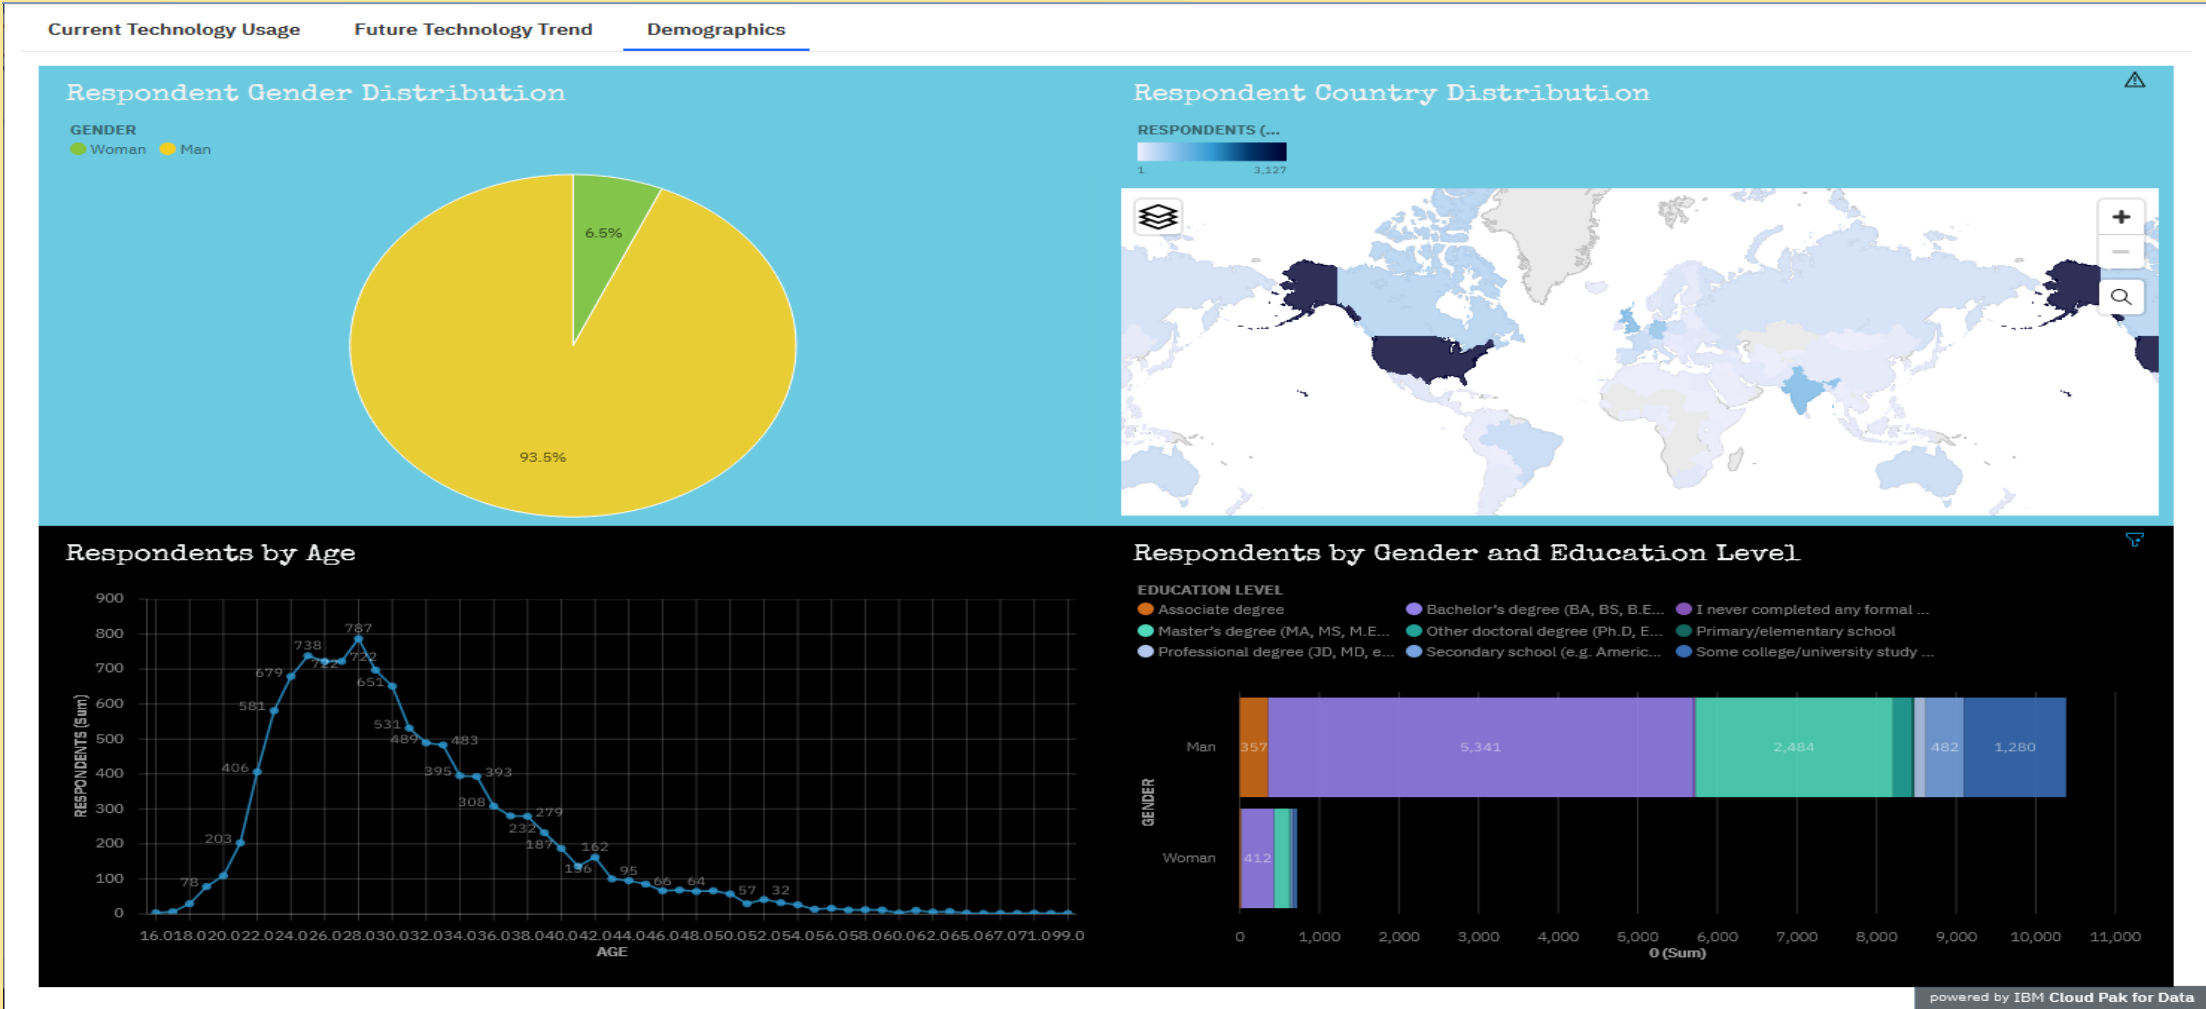 Current Technology Usage Future Technology Trend Demographics
Respondent Gender Distribution
GENDER
Woman Man
6.5%
93.5%
Respondent Country Distribution
RESPONDENTS (...
1 3,127
Respondents by Age
900
800
700
600
500
400
300
200
100
0
RESPONDENTS (Sum)
78
203
406
581
679
738
722
722
787
651
531
489
483
395
393
308
279
232
187
162
95
66
64
57
32
16.018.020.022.024.026.028.030.032.034.036.038.040.042.044.046.048.050.052.054.056.058.060.062.065.067.071.099.0
AGE
Respondents by Gender and Education Level
EDUCATION LEVEL
Associate degree Bachelor's degree (BA, BS, B.E... I never completed any formal ...
Master's degree (MA, MS, M.E... Other doctoral degree (Ph.D, E... Primary/elementary school
Professional degree (JD, MD, e... Secondary school (e.g. Americ... Some college/university study ...
GENDER
Man 357 5,341 2,484 482 1,280
Woman 412
0 1,000 2,000 3,000 4,000 5,000 6,000 7,000 8,000 9,000 10,000 11,000
0 (Sum)
powered by IBM Cloud Pak for Data